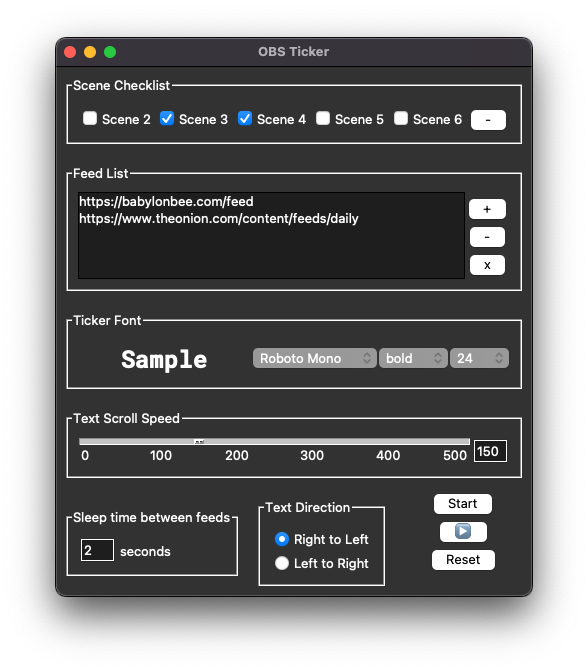 OBS Ticker
Scene Checklist
Scene 2 Scene 3 Scene 4 Scene 5 Scene 6 -
Feed List
https://babylonbee.com/feed
https://www.theonion.com/content/feeds/daily
+
-
x
Ticker Font
Sample Roboto Mono bold 24
Text Scroll Speed
0 100 200 300 400 500 150
Sleep time between feeds
2 seconds
Text Direction
Right to Left
Left to Right
Start
Reset